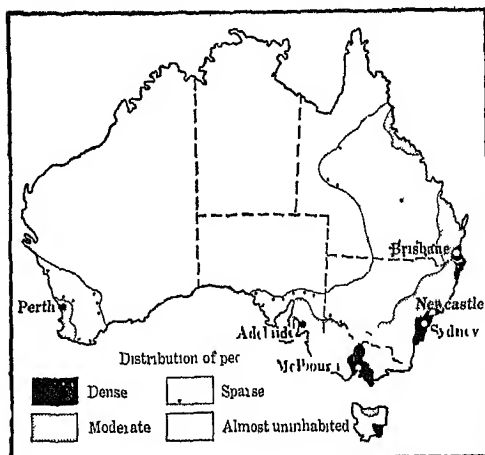 Brisbane
Newcastle
Perth
Sydney
Adelaide
Distribution of pe
Melbourne
Dense
Sparse
Moderate
Almost uninhabited